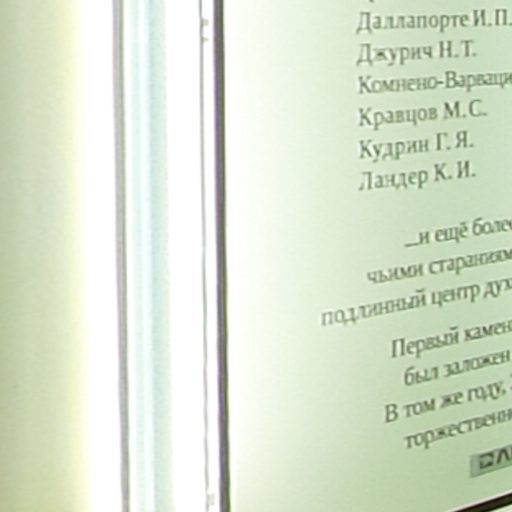 Даллапорте И.П.
Джурич Н.Т.
Комнено-Варваци
Кравцов М.С.
Кудрин Г.Я.
Ландер К.И.
...и ещё более
чьими стараниям
подлинный центр дух
Первый камен
был заложен
В том же году,
торжественн